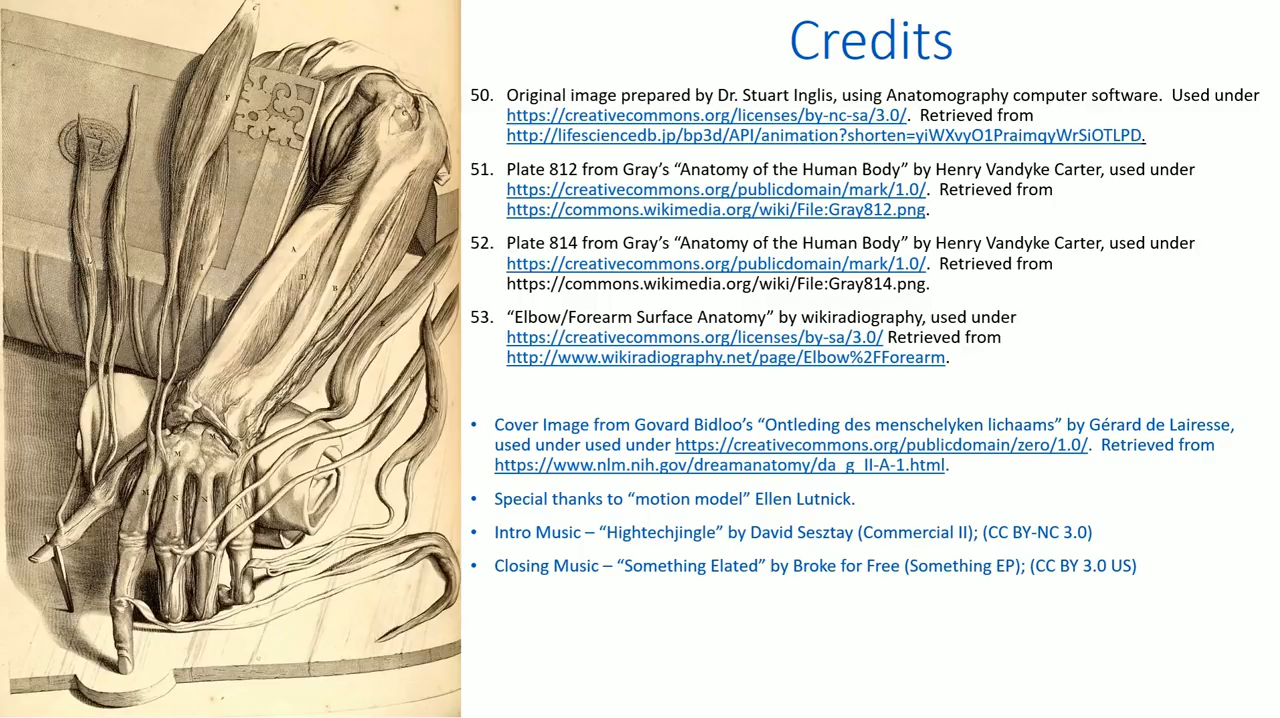 Credits
50. Original image prepared by Dr. Stuart Inglis, using Anatomography computer software. Used under
https://creativecommons.org/licenses/by-nc-sa/3.0/. Retrieved from
http://lifesciencedb.jp/bp3d/API/animation?shorten=yiWXvyO1PraimqyWrSiOTLPD.
51. Plate 812 from Gray's “Anatomy of the Human Body” by Henry Vandyke Carter, used under
https://creativecommons.org/publicdomain/mark/1.0/. Retrieved from
https://commons.wikimedia.org/wiki/File:Gray812.png.
52. Plate 814 from Gray's “Anatomy of the Human Body” by Henry Vandyke Carter, used under
https://creativecommons.org/publicdomain/mark/1.0/. Retrieved from
https://commons.wikimedia.org/wiki/File:Gray814.png.
53. “Elbow/Forearm Surface Anatomy” by wikiradiography, used under
https://creativecommons.org/licenses/by-sa/3.0/ Retrieved from
http://www.wikiradiography.net/page/Elbow%2FForearm.
• Cover Image from Govard Bidloo's “Ontleding des menschelyken lichaams” by Gérard de Lairesse,
used under used under https://creativecommons.org/publicdomain/zero/1.0/. Retrieved from
https://www.nlm.nih.gov/dreamanatomy/da_g_II-A-1.html.
• Special thanks to “motion model” Ellen Lutnick.
• Intro Music – “Hightechjingle” by David Sesztay (Commercial II); (CC BY-NC 3.0)
• Closing Music – “Something Elated” by Broke for Free (Something EP); (CC BY 3.0 US)